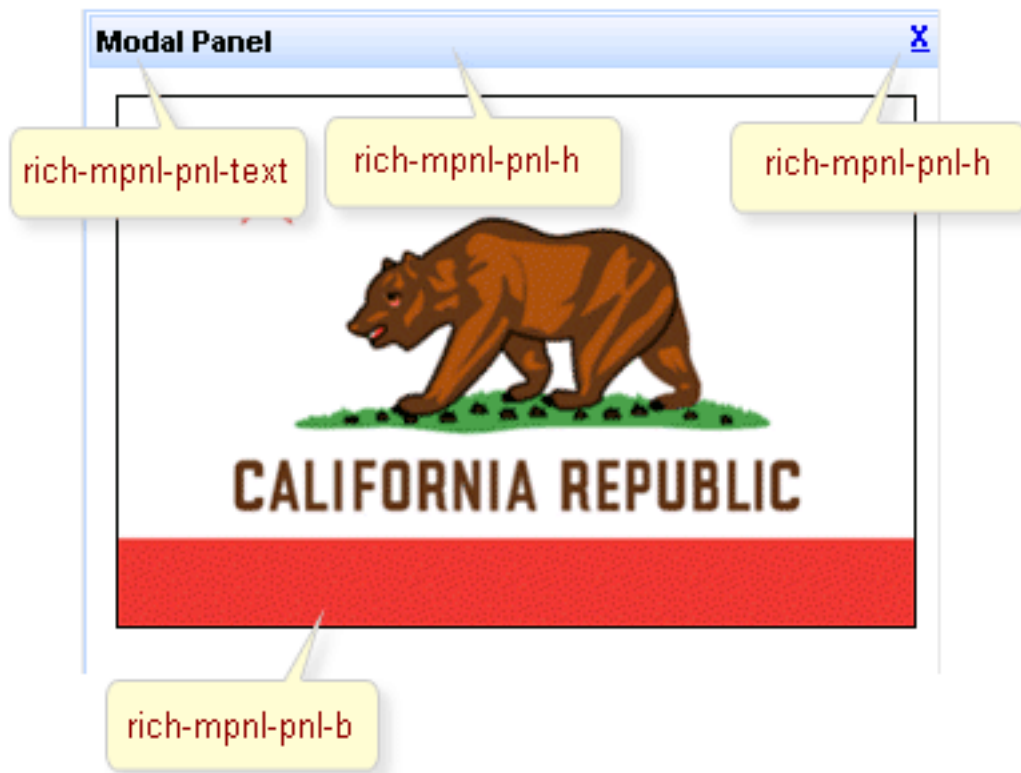 Modal Panel X
rich-mpnl-pnl-text
rich-mpnl-pnl-h
rich-mpnl-pnl-h
CALIFORNIA REPUBLIC
rich-mpnl-pnl-b